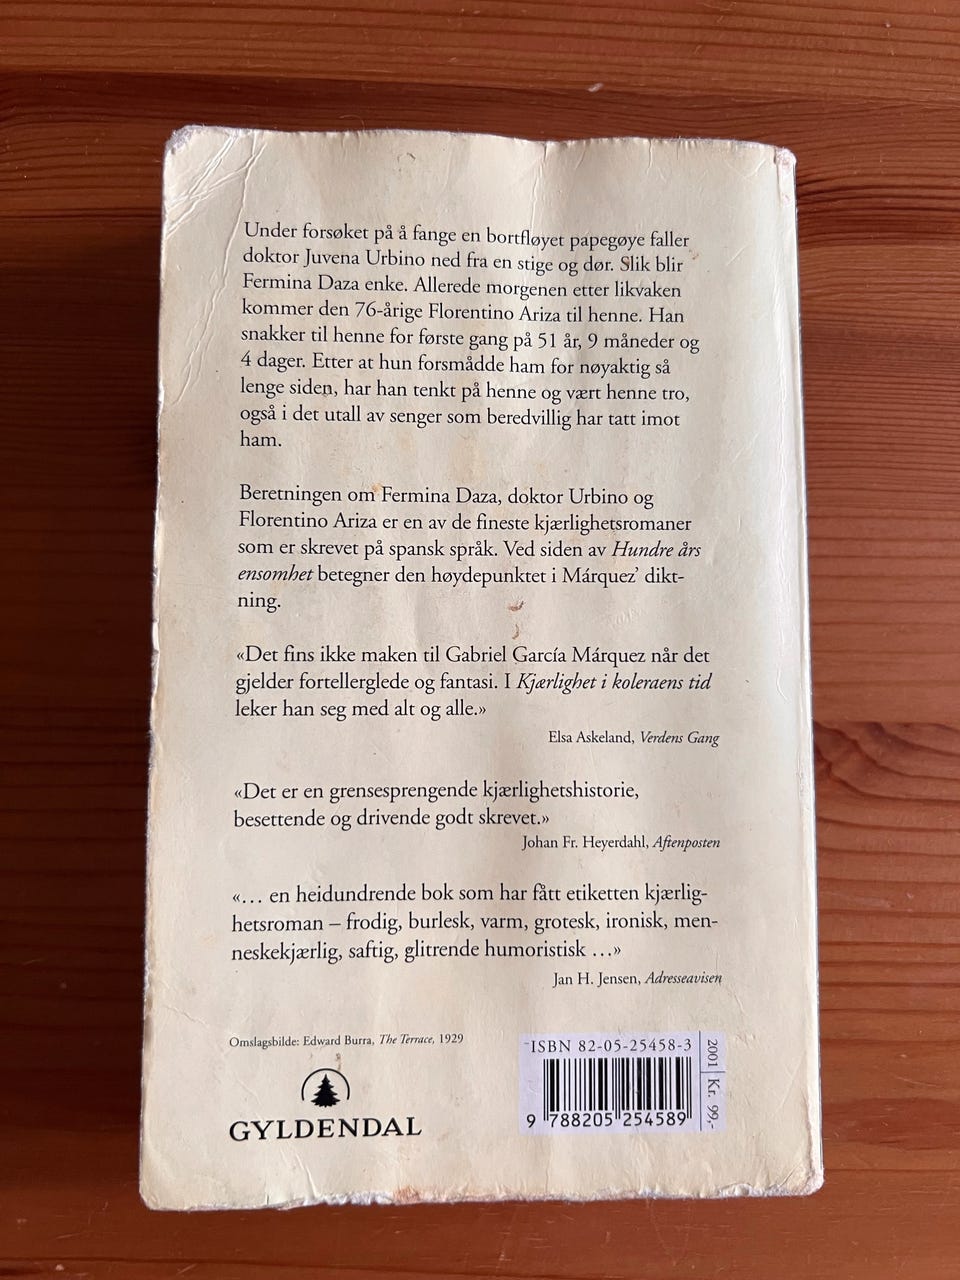 Under forsøket på å fange en bortfløyet papegøye faller
doktor Juvena Urbino ned fra en stige og dør. Slik blir
Fermina Daza enke. Allerede morgenen etter likvaken
kommer den 76-årige Florentino Ariza til henne. Han
snakker til henne for første gang på 51 år, 9 måneder og
4 dager. Etter at hun forsmådde ham for nøyaktig så
lenge siden, har han tenkt på henne og vært henne tro,
også i det utall av senger som beredvillig har tatt imot
ham.
Beretningen om Fermina Daza, doktor Urbino og
Florentino Ariza er en av de fineste kjærlighetsromaner
som er skrevet på spansk språk. Ved siden av Hundre års
ensomhet betegner den høydepunktet i Márquez’ dikt-
ning.
«Det fins ikke maken til Gabriel García Márquez når det
gjelder fortellerglede og fantasi. I Kjærlighet i koleraens tid
leker han seg med alt og alle.»
Elsa Askeland, Verdens Gang
«Det er en grensesprengende kjærlighetshistorie,
besettende og drivende godt skrevet.»
Johan Fr. Heyerdahl, Aftenposten
«… en heidundrende bok som har fått etiketten kjærlig-
hetsroman – frodig, burlesk, varm, grotesk, ironisk, men-
neskekjærlig, saftig, glitrende humoristisk …»
Jan H. Jensen, Adresseavisen
Omslagsbilde: Edward Burra, The Terrace, 1929
GYLDENDAL
ISBN 82-05-25458-3
9 788205 254589
2001 Kr. 99,-